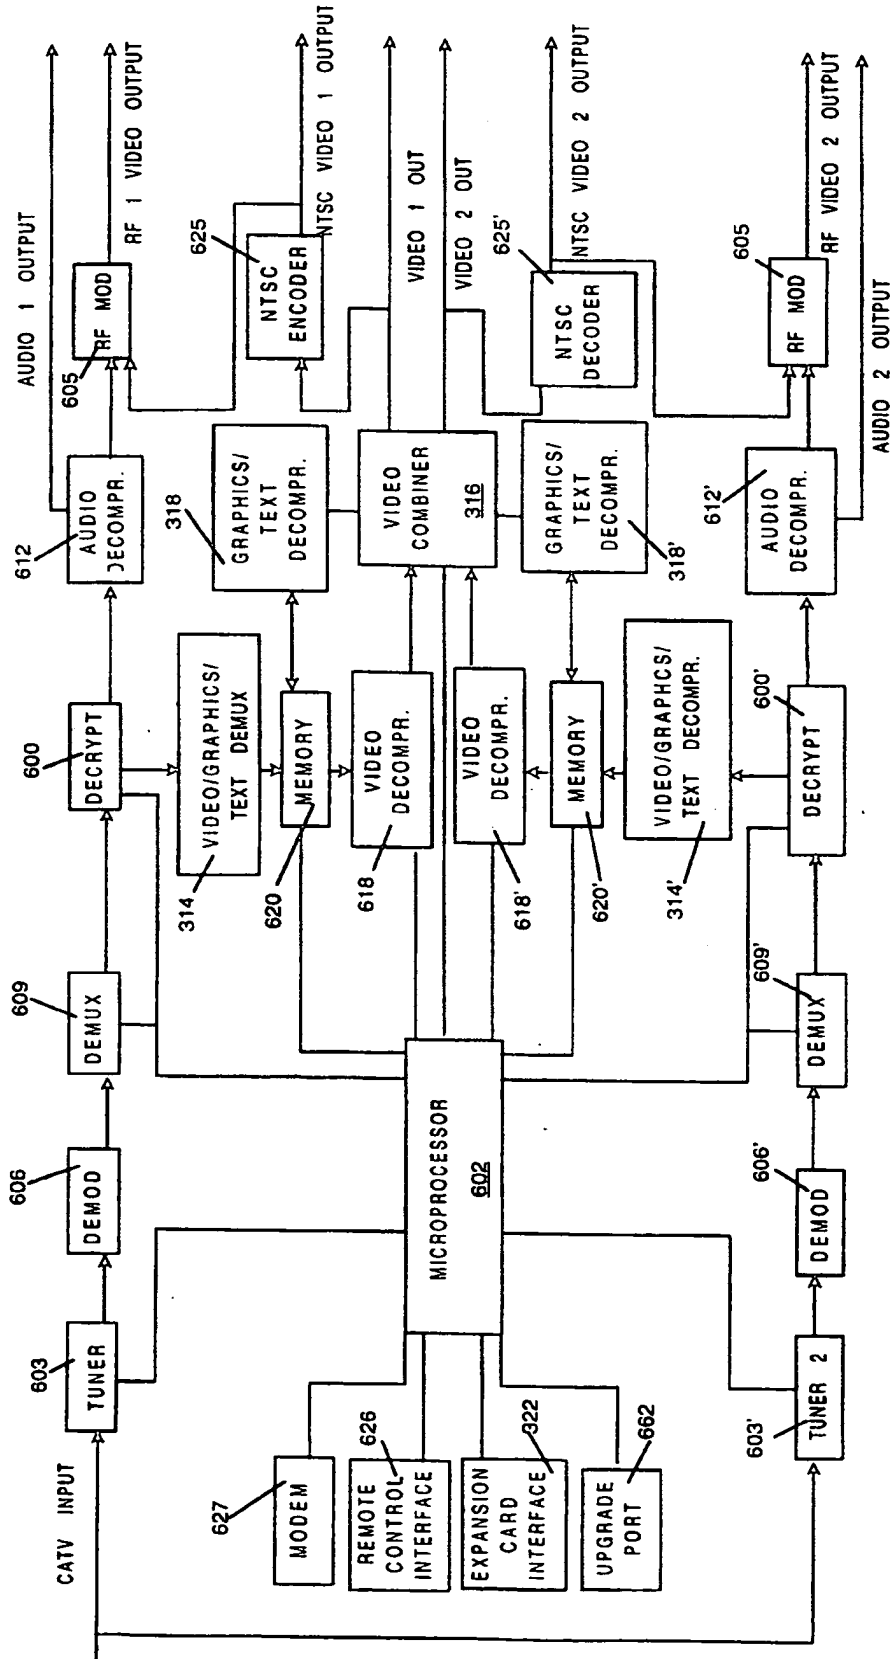 CATV INPUT
603
TUNER
606
DEMOD
609
DEMUX
600
DECRYPT
612
AUDIO
DECOMPR.
605
RF MOD
AUDIO 1 OUTPUT
RF 1 VIDEO OUTPUT
314
VIDEO/GRAPHICS/
TEXT DEMUX
318
GRAPHICS/
TEXT
DECOMPR.
625
NTSC
ENCODER
NTSC VIDEO 1 OUTPUT
627
MODEM
620
MEMORY
626
REMOTE
CONTROL
INTERFACE
618
VIDEO
DECOMPR.
VIDEO
COMBINER
316
VIDEO 1 OUT
VIDEO 2 OUT
MICROPROCESSOR
602
322
EXPANSION
CARD
INTERFACE
618'
VIDEO
DECOMPR.
625'
NTSC
DECODER
NTSC VIDEO 2 OUTPUT
662
UPGRADE
PORT
620'
MEMORY
GRAPHICS/
TEXT
DECOMPR.
318'
314'
VIDEO/GRAPHICS/
TEXT DECOMPR.
603'
TUNER 2
606'
DEMOD
609'
DEMUX
600'
DECRYPT
612'
AUDIO
DECOMPR.
605
RF MOD
RF VIDEO 2 OUTPUT
AUDIO 2 OUTPUT